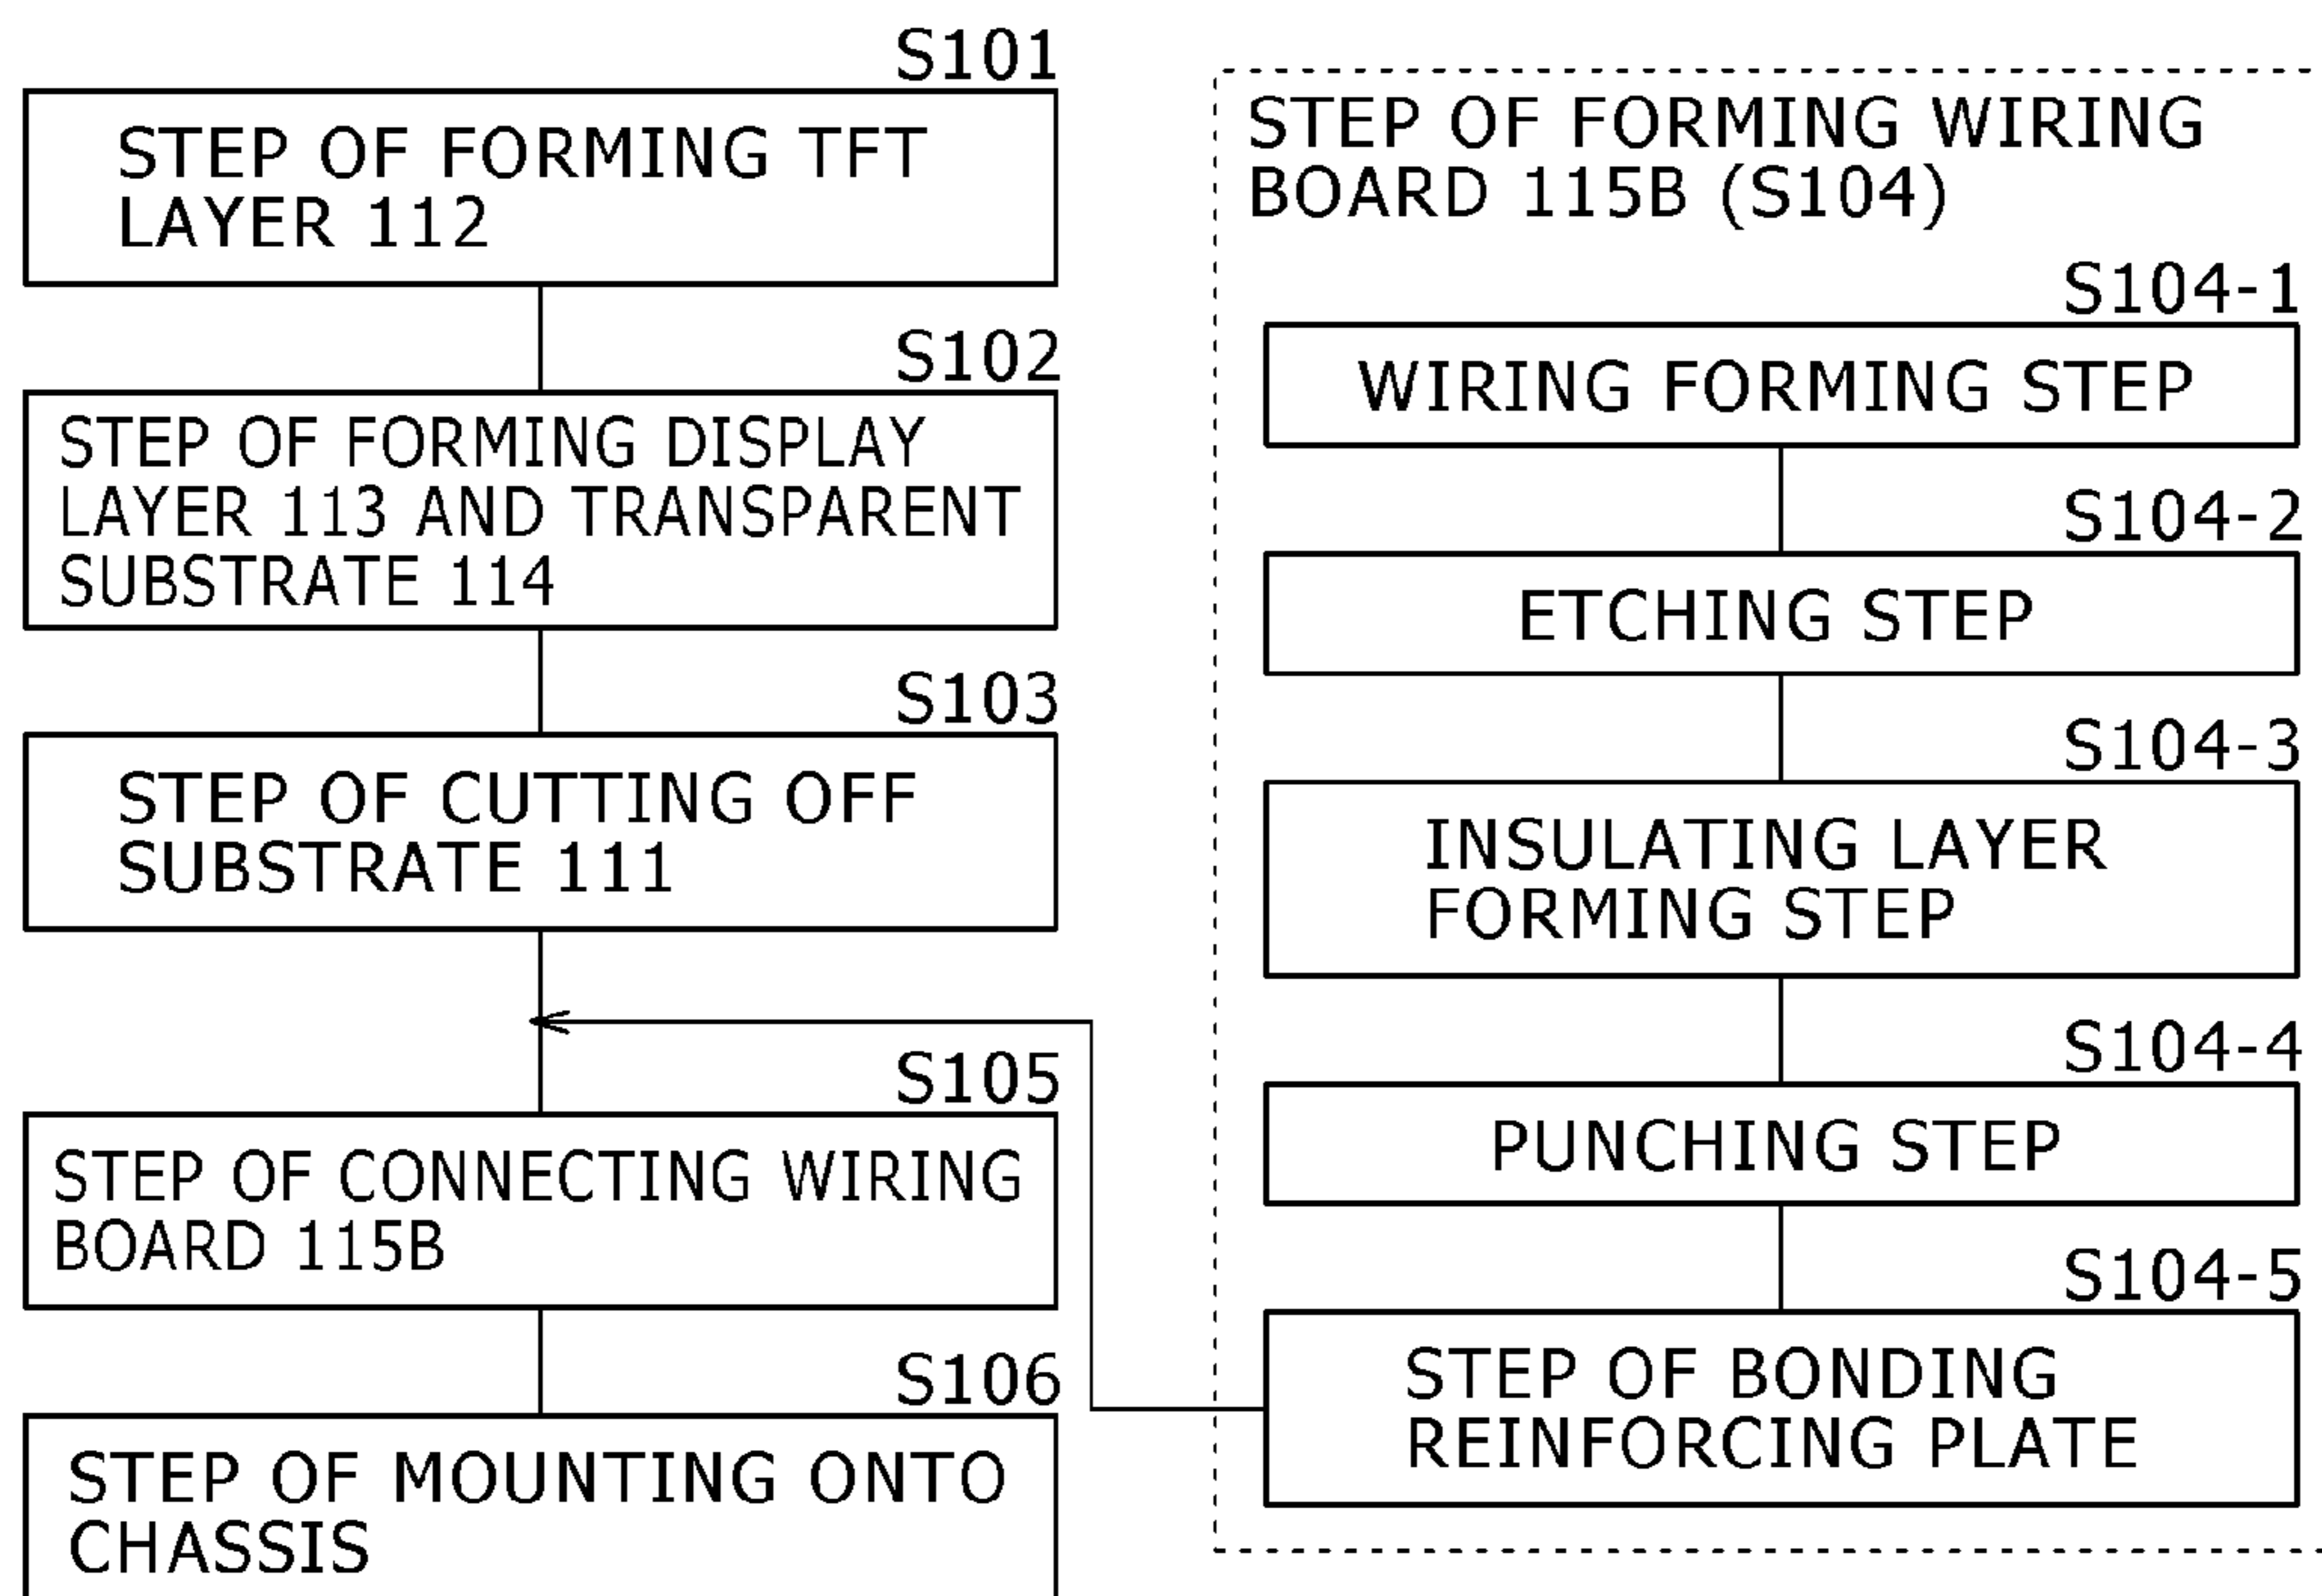 S101
STEP OF FORMING TFT
LAYER 112
S102
STEP OF FORMING DISPLAY
LAYER 113 AND TRANSPARENT
SUBSTRATE 114
S103
STEP OF CUTTING OFF
SUBSTRATE 111
S105
STEP OF CONNECTING WIRING
BOARD 115B
S106
STEP OF MOUNTING ONTO
CHASSIS
STEP OF FORMING WIRING
BOARD 115B (S104)
S104-1
WIRING FORMING STEP
S104-2
ETCHING STEP
S104-3
INSULATING LAYER
FORMING STEP
S104-4
PUNCHING STEP
S104-5
STEP OF BONDING
REINFORCING PLATE